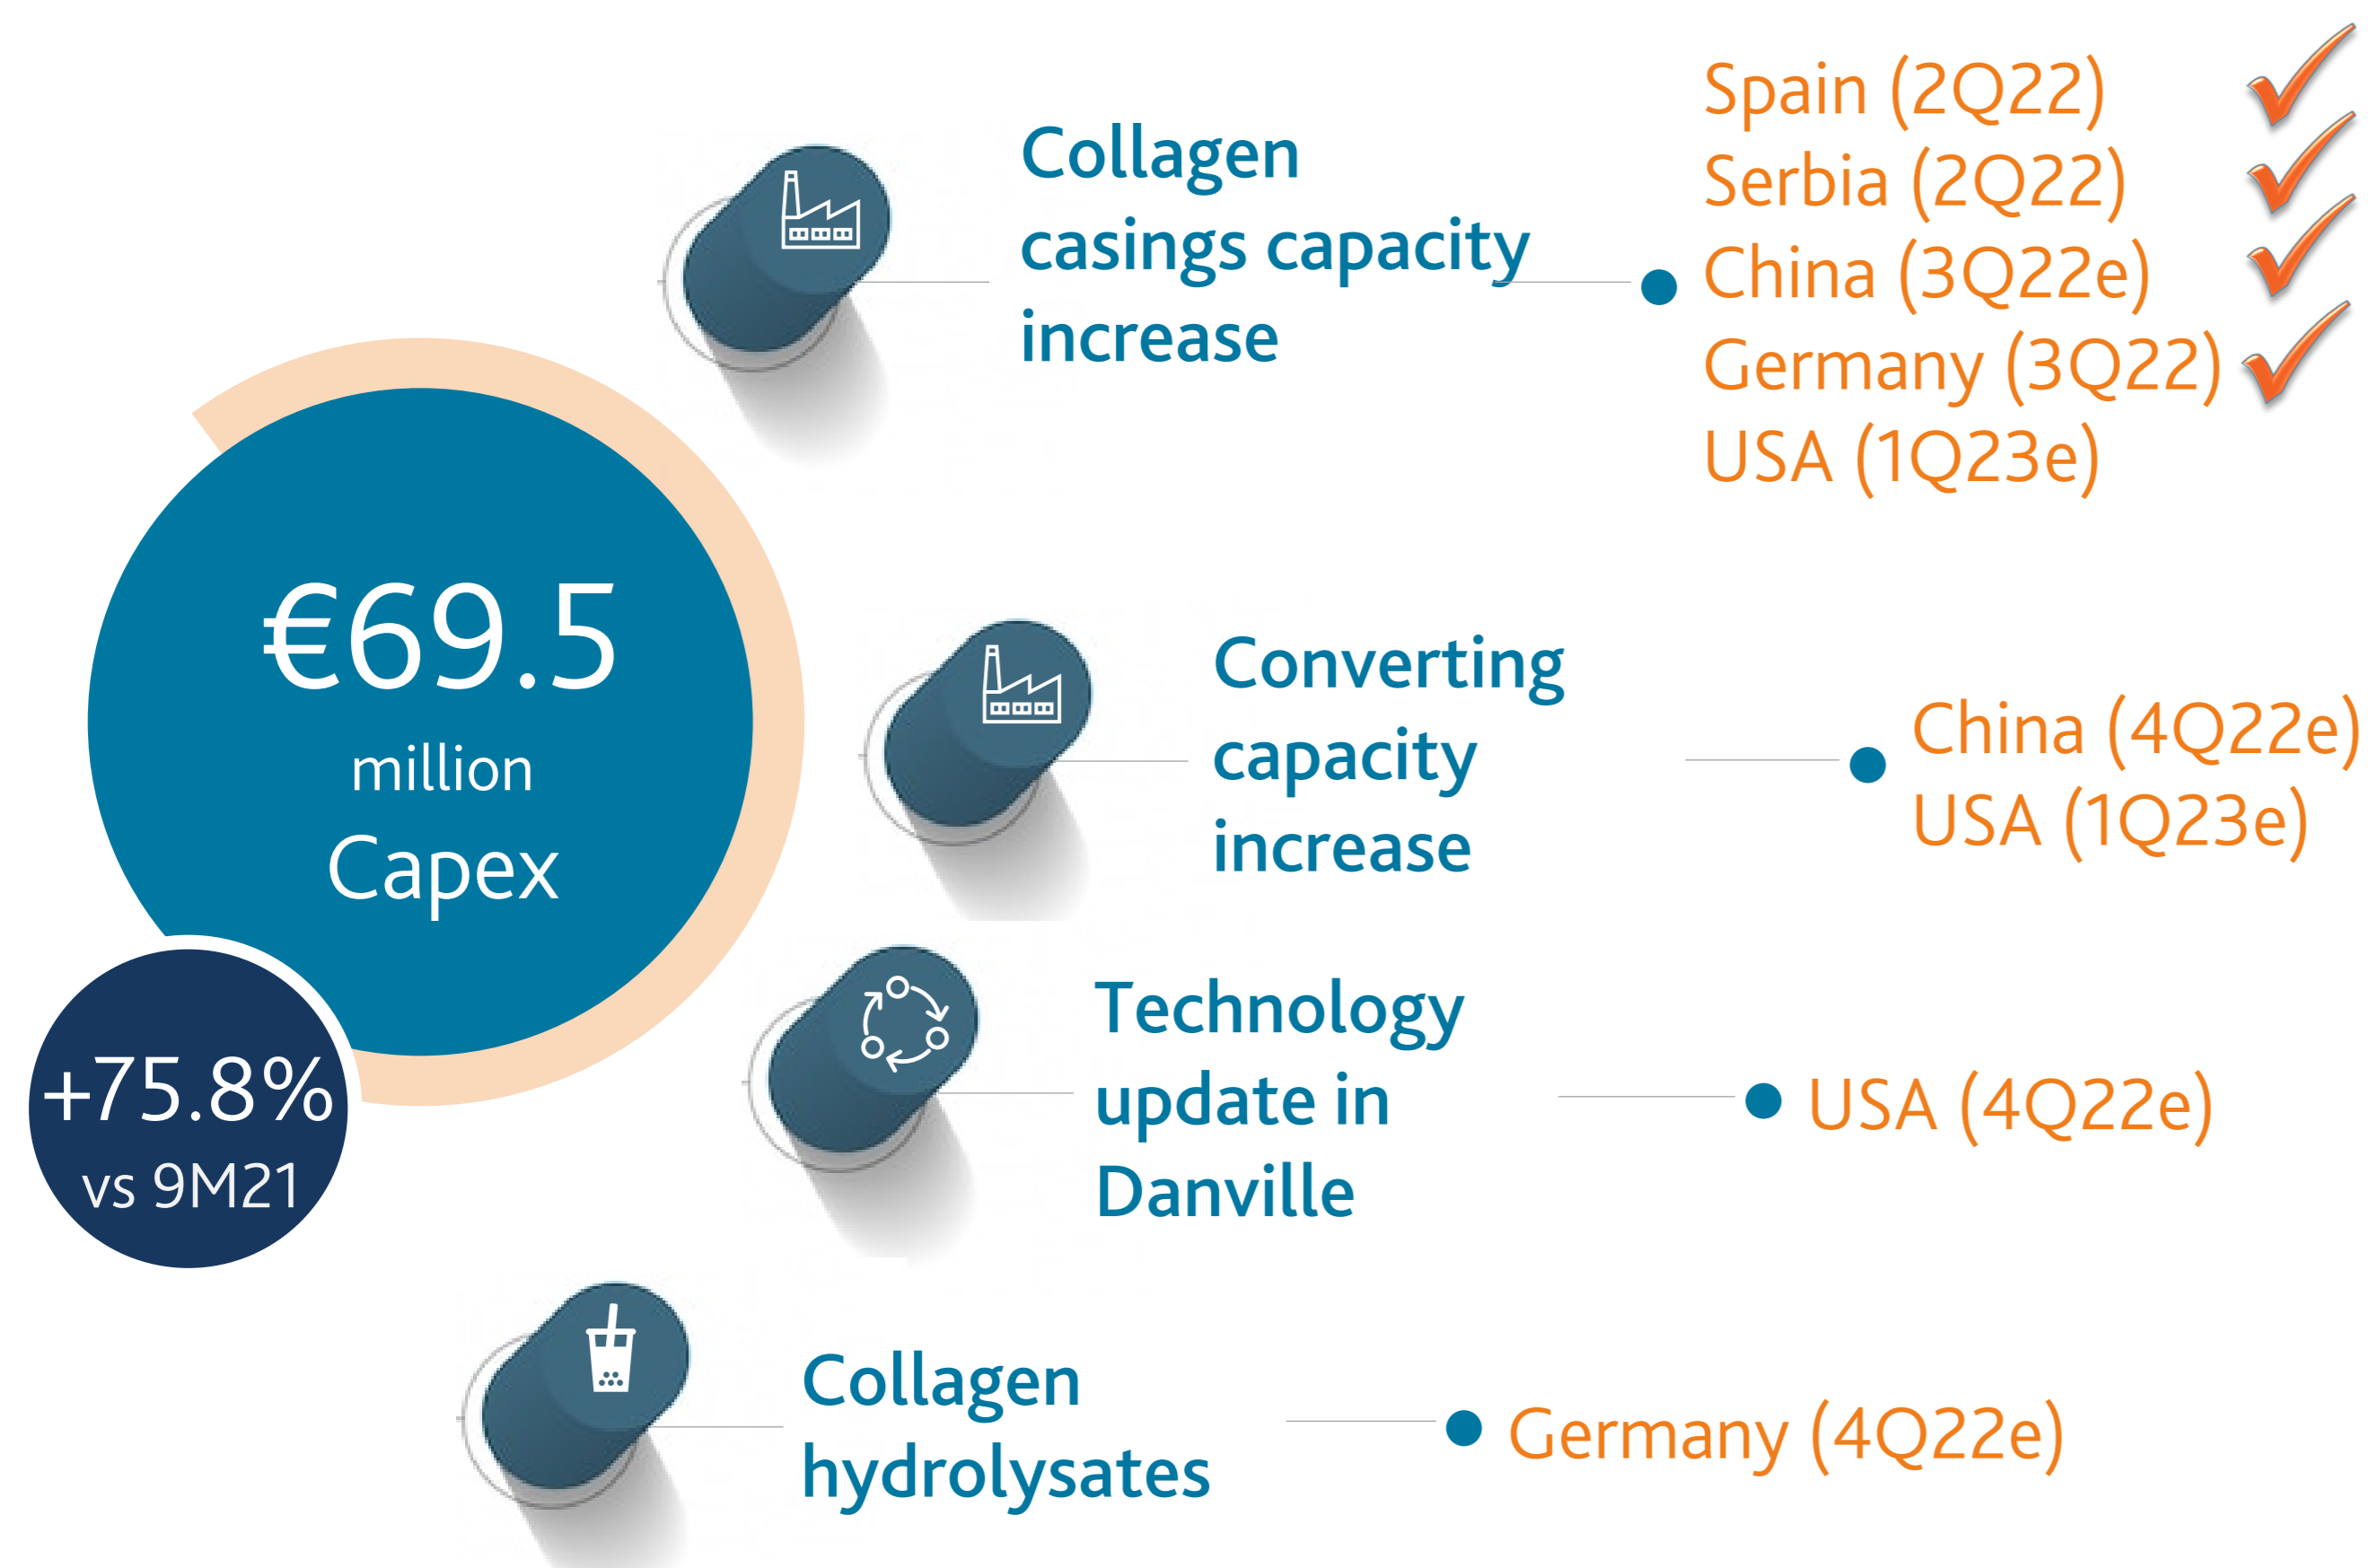 €69.5
million
Capex
+75.8%
vs 9M21
Collagen
casings capacity
increase
Spain (2Q22)
Serbia (2Q22)
China (3Q22e)
Germany (3Q22)
USA (1Q23e)
Converting
capacity
increase
China (4Q22e)
USA (1Q23e)
Technology
update in
Danville
USA (4Q22e)
Collagen
hydrolysates
Germany (4Q22e)